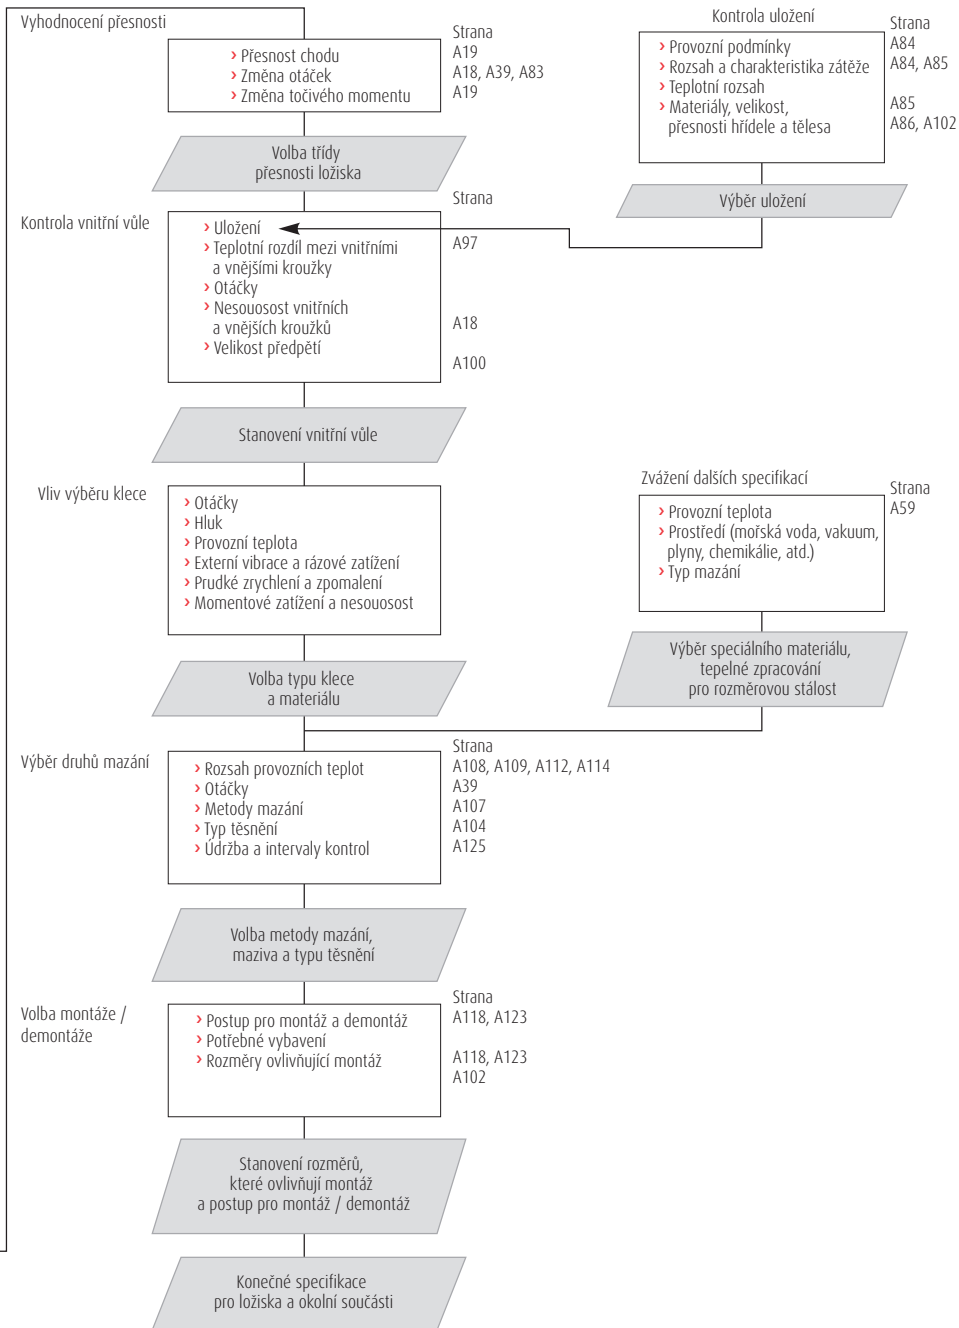 Vyhodnocení přesnosti
Strana
› Přesnost chodu
A19
› Změna otáček
A18, A39, A83
› Změna točivého momentu
A19
Volba třídy
přesnosti ložiska
Kontrola uložení
Strana
› Provozní podmínky
A84
› Rozsah a charakteristika zátěže
A84, A85
› Teplotní rozsah
› Materiály, velikost,
A85
přesnosti hřídele a tělesa
A86, A102
Výběr uložení
Kontrola vnitřní vůle
Strana
› Uložení
› Teplotní rozdíl mezi vnitřními
A97
a vnějšími kroužky
› Otáčky
› Nesouosost vnitřních
a vnějších kroužků
A18
› Velikost předpětí
A100
Stanovení vnitřní vůle
Vliv výběru klece
› Otáčky
› Hluk
› Provozní teplota
› Externí vibrace a rázové zatížení
› Prudké zrychlení a zpomalení
› Momentové zatížení a nesouosost
Volba typu klece
a materiálu
Zvážení dalších specifikací
Strana
› Provozní teplota
A59
› Prostředí (mořská voda, vakuum,
plyny, chemikálie, atd.)
› Typ mazání
Výběr speciálního materiálu,
tepelné zpracování
pro rozměrovou stálost
Výběr druhů mazání
Strana
› Rozsah provozních teplot
A108, A109, A112, A114
› Otáčky
A39
› Metody mazání
A107
› Typ těsnění
A104
› Údržba a intervaly kontrol
A125
Volba metody mazání,
maziva a typu těsnění
Volba montáže /
demontáže
Strana
› Postup pro montáž a demontáž
A118, A123
› Potřebné vybavení
› Rozměry ovlivňující montáž
A118, A123
A102
Stanovení rozměrů,
které ovlivňují montáž
a postup pro montáž / demontáž
Konečné specifikace
pro ložiska a okolní součásti